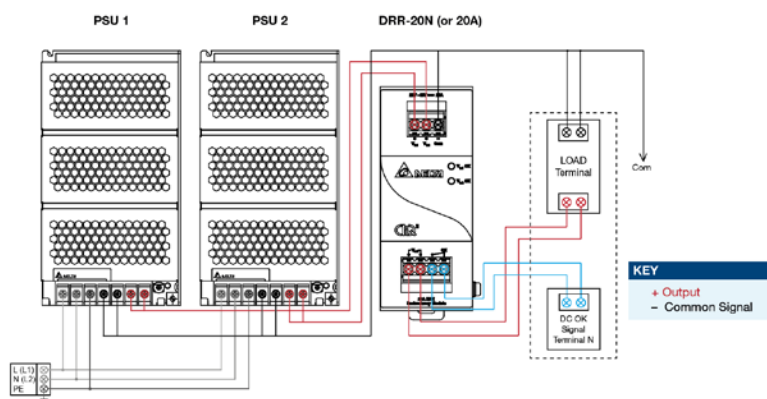 PSU 1
PSU 2
DRR-20N (or 20A)
LOAD
Terminal
Com
KEY
+ Output
– Common Signal
DC OK
Signal
Terminal N
L (L1)
N (L2)
PE